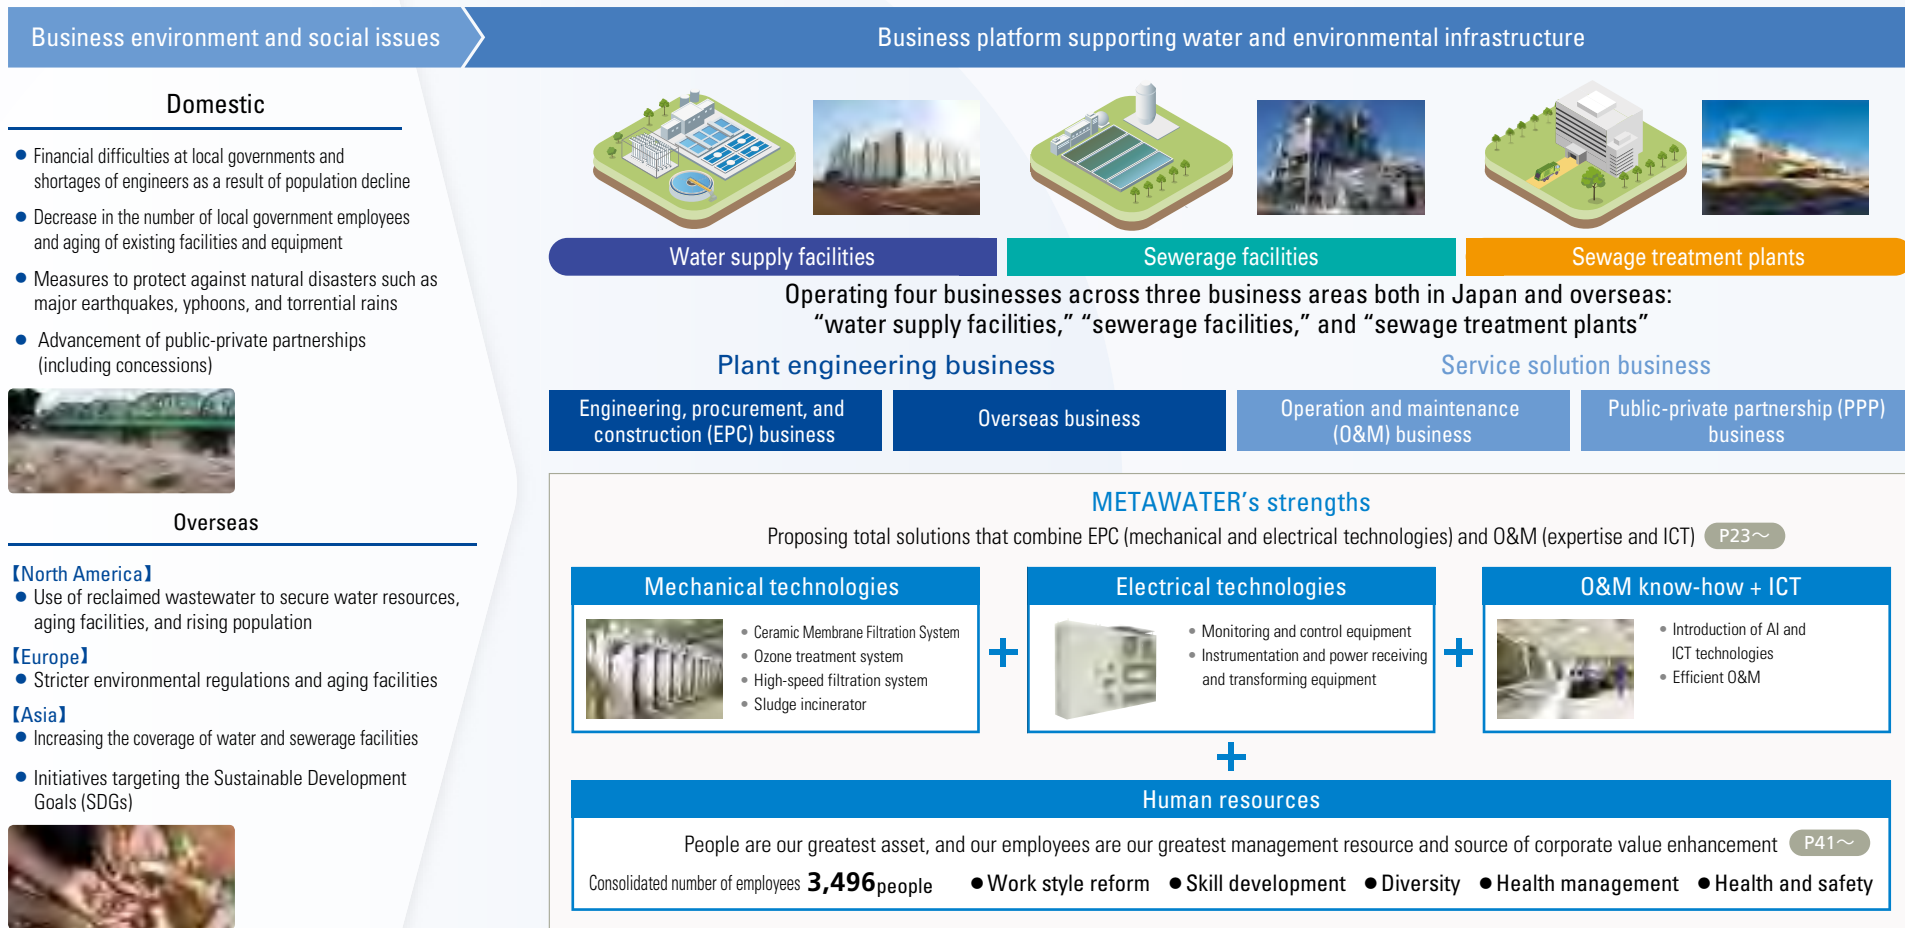 Business environment and social issues
Business platform supporting water and environmental infrastructure
Domestic
● Financial difficulties at local governments and
shortages of engineers as a result of population decline
● Decrease in the number of local government employees
and aging of existing facilities and equipment
● Measures to protect against natural disasters such as
major earthquakes, yphoons, and torrential rains
● Advancement of public-private partnerships
(including concessions)
Overseas
【North America】
● Use of reclaimed wastewater to secure water resources,
aging facilities, and rising population
【Europe】
● Stricter environmental regulations and aging facilities
【Asia】
● Increasing the coverage of water and sewerage facilities
● Initiatives targeting the Sustainable Development
Goals (SDGs)
Water supply facilities
Sewerage facilities
Sewage treatment plants
Operating four businesses across three business areas both in Japan and overseas:
“water supply facilities,” “sewerage facilities,” and “sewage treatment plants”
Plant engineering business
Service solution business
Engineering, procurement, and
construction (EPC) business
Overseas business
Operation and maintenance
(O&M) business
Public-private partnership (PPP)
business
METAWATER’s strengths
Proposing total solutions that combine EPC (mechanical and electrical technologies) and O&M (expertise and ICT) P23～
Mechanical technologies
• Ceramic Membrane Filtration System
• Ozone treatment system
• High-speed filtration system
• Sludge incinerator
+
Electrical technologies
• Monitoring and control equipment
• Instrumentation and power receiving
and transforming equipment
+
O&M know-how + ICT
• Introduction of AI and
ICT technologies
• Efficient O&M
+
Human resources
People are our greatest asset, and our employees are our greatest management resource and source of corporate value enhancement P41～
Consolidated number of employees 3,496 people ● Work style reform ● Skill development ● Diversity ● Health management ● Health and safety